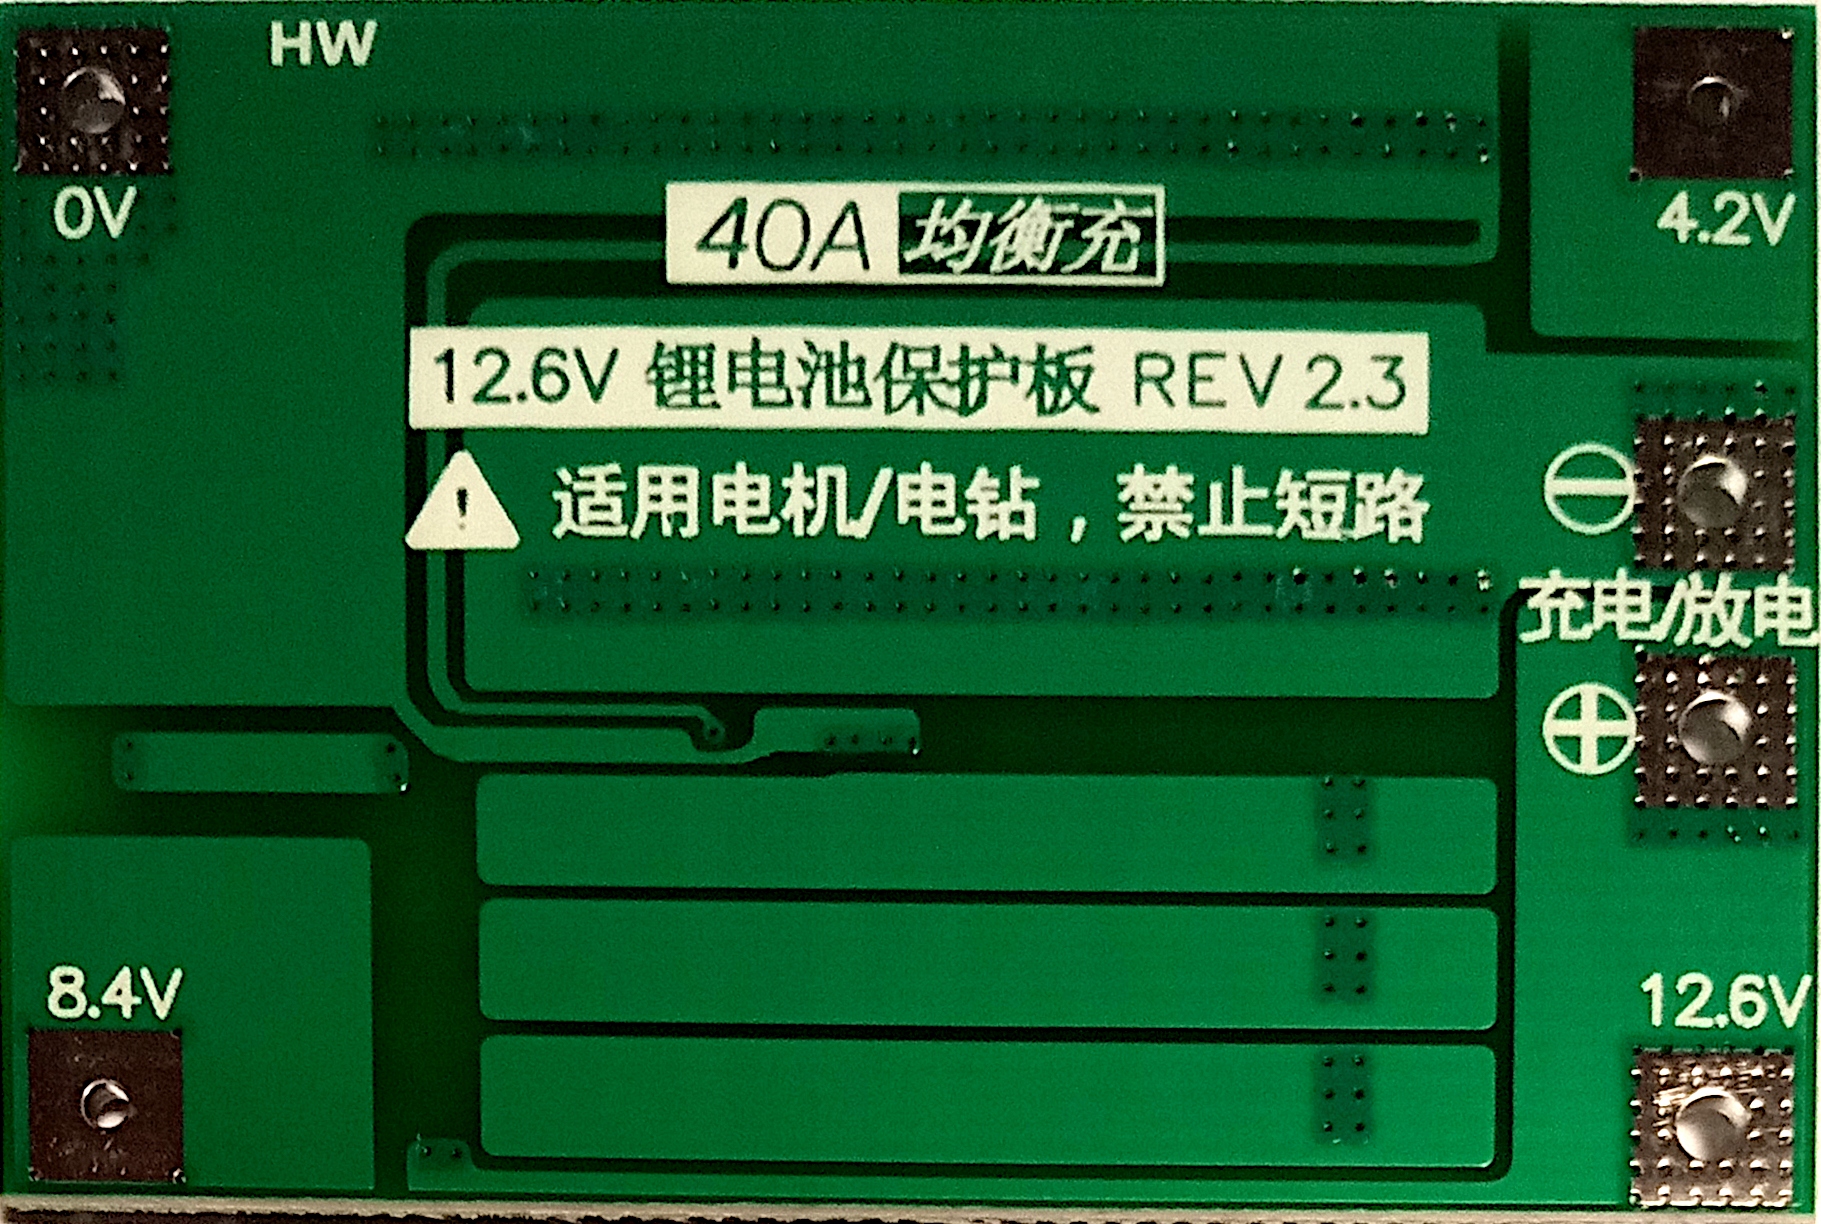 HW
0V
4.2V
40A 均衡充
12.6V 锂电池保护板 REV 2.3
! 适用电机/电钻，禁止短路
充电/放电
8.4V
12.6V